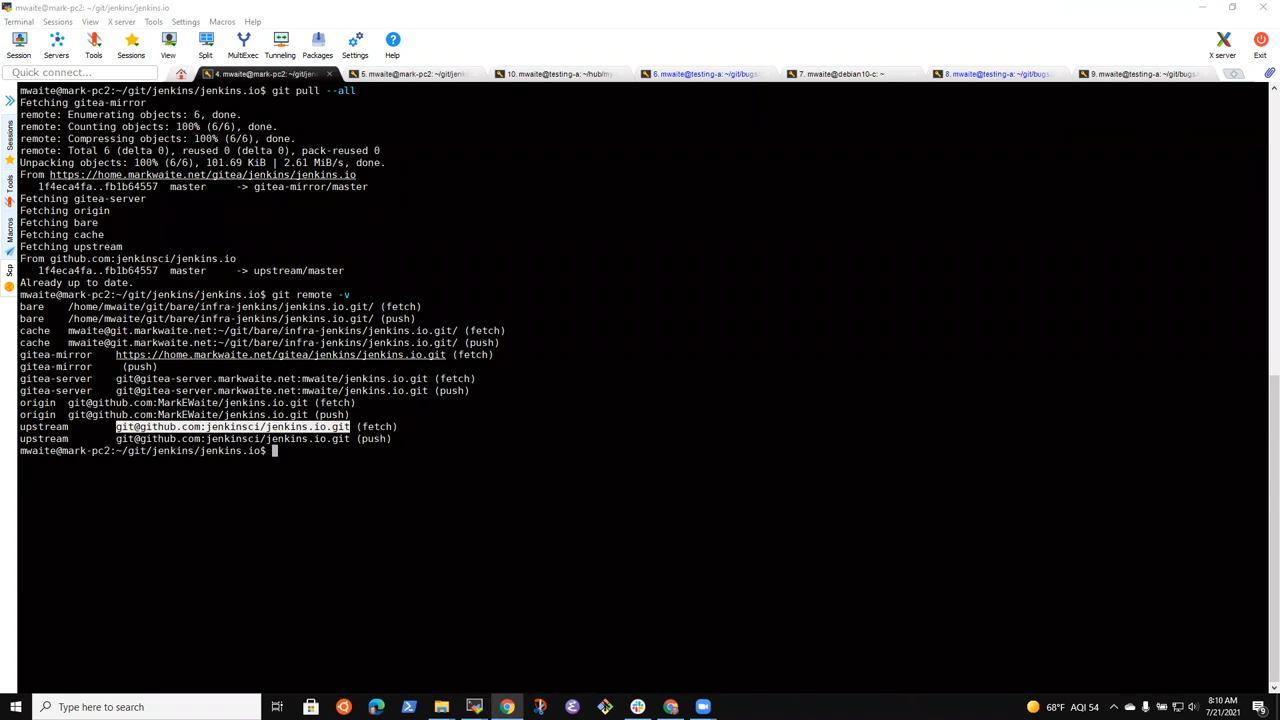 mwaite@mark-pc2: ~/git/jenkins/jenkins.io
Terminal Sessions View X server Tools Settings Macros Help
Session Servers Tools Sessions View Split MultiExec Tunneling Packages Settings Help X server Exit
Quick connect...
4. mwaite@mark-pc2: ~/git/jen
5. mwaite@mark-pc2: ~/git/jenki
10. mwaite@testing-a: ~/hub/my
6. mwaite@testing-a: ~/git/bugs
7. mwaite@debian10-c: ~
8. mwaite@testing-a: ~/git/bugs
9. mwaite@testing-a: ~/git/bugs
Sessions
Tools
Macros
Scp
mwaite@mark-pc2:~/git/jenkins/jenkins.io$ git pull --all
Fetching gitea-mirror
remote: Enumerating objects: 6, done.
remote: Counting objects: 100% (6/6), done.
remote: Compressing objects: 100% (6/6), done.
remote: Total 6 (delta 0), reused 0 (delta 0), pack-reused 0
Unpacking objects: 100% (6/6), 101.69 KiB | 2.61 MiB/s, done.
From https://home.markwaite.net/gitea/jenkins/jenkins.io
1f4eca4fa..fb1b64557 master -> gitea-mirror/master
Fetching gitea-server
Fetching origin
Fetching bare
Fetching cache
Fetching upstream
From github.com:jenkinsci/jenkins.io
1f4eca4fa..fb1b64557 master -> upstream/master
Already up to date.
mwaite@mark-pc2:~/git/jenkins/jenkins.io$ git remote -v
bare /home/mwaite/git/bare/infra-jenkins/jenkins.io.git/ (fetch)
bare /home/mwaite/git/bare/infra-jenkins/jenkins.io.git/ (push)
cache mwaite@git.markwaite.net:~/git/bare/infra-jenkins/jenkins.io.git/ (fetch)
cache mwaite@git.markwaite.net:~/git/bare/infra-jenkins/jenkins.io.git/ (push)
gitea-mirror https://home.markwaite.net/gitea/jenkins/jenkins.io.git (fetch)
gitea-mirror (push)
gitea-server git@gitea-server.markwaite.net:mwaite/jenkins.io.git (fetch)
gitea-server git@gitea-server.markwaite.net:mwaite/jenkins.io.git (push)
origin git@github.com:MarkEWaite/jenkins.io.git (fetch)
origin git@github.com:MarkEWaite/jenkins.io.git (push)
upstream git@github.com:jenkinsci/jenkins.io.git (fetch)
upstream git@github.com:jenkinsci/jenkins.io.git (push)
mwaite@mark-pc2:~/git/jenkins/jenkins.io$
Type here to search
68°F AQI 54
8:10 AM
7/21/2021